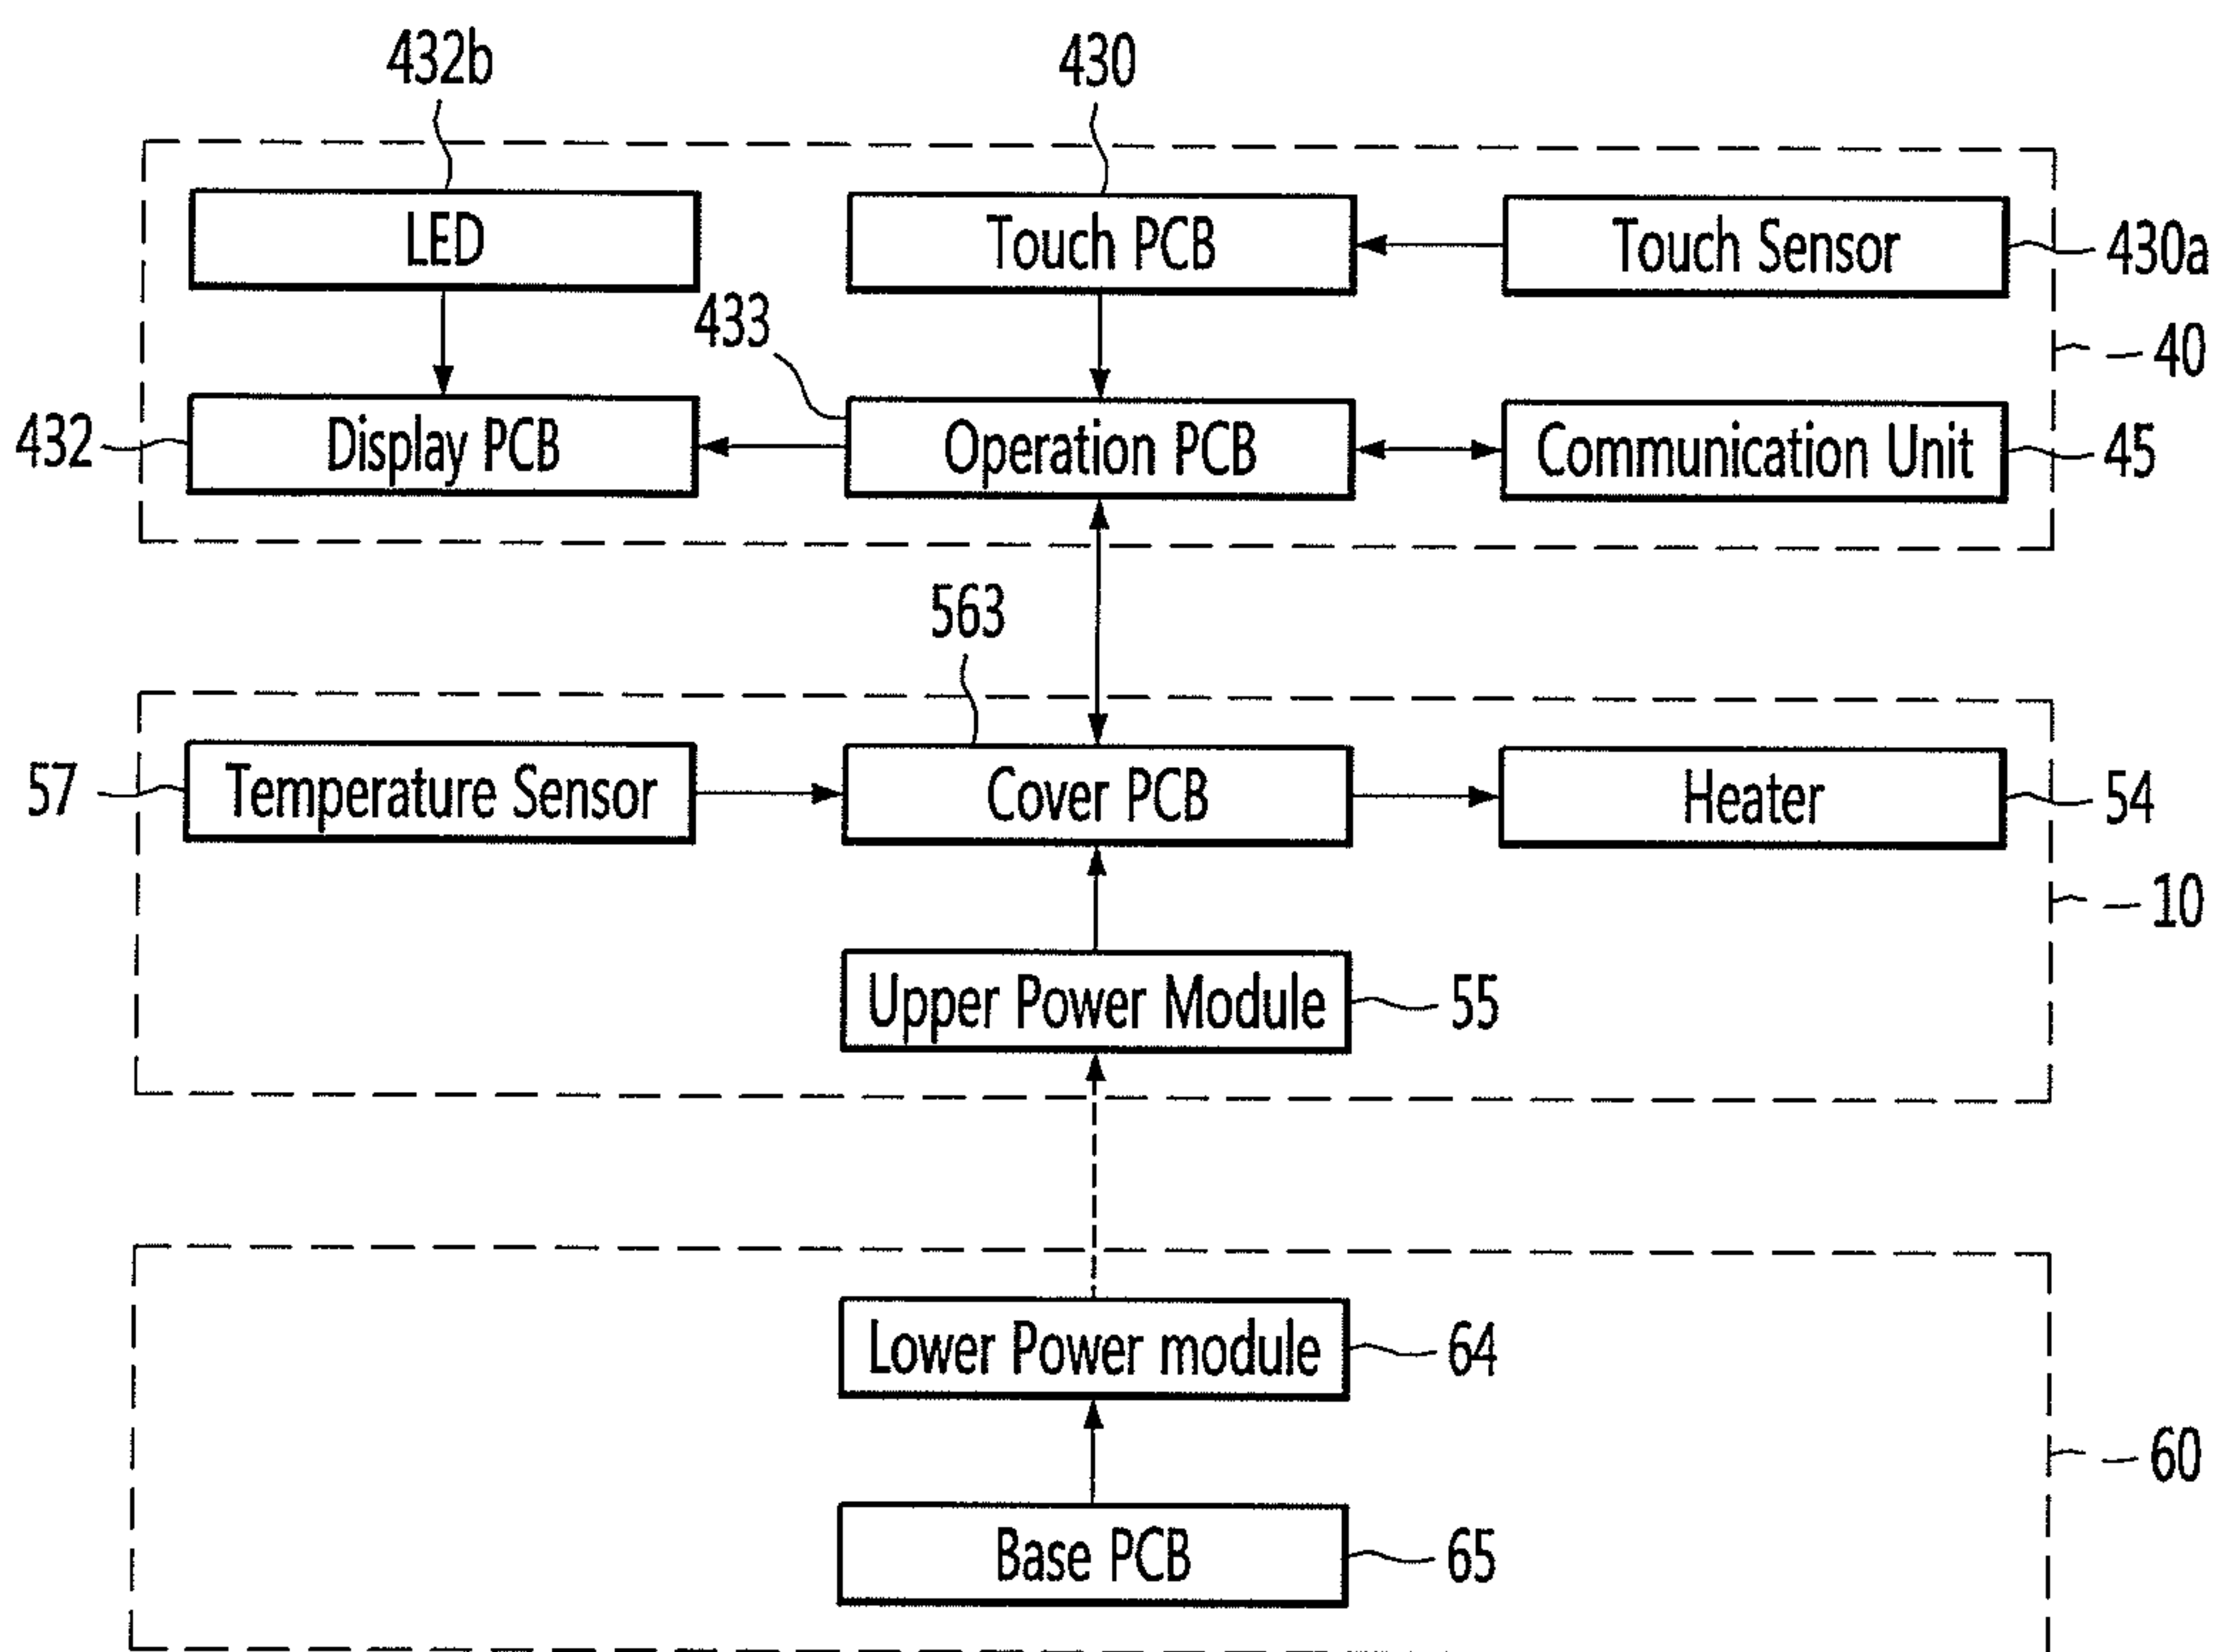 432b
430
LED
Touch PCB
Touch Sensor
430a
433
40
432
Display PCB
Operation PCB
Communication Unit
45
563
57
Temperature Sensor
Cover PCB
Heater
54
10
Upper Power Module
55
Lower Power module
64
60
Base PCB
65